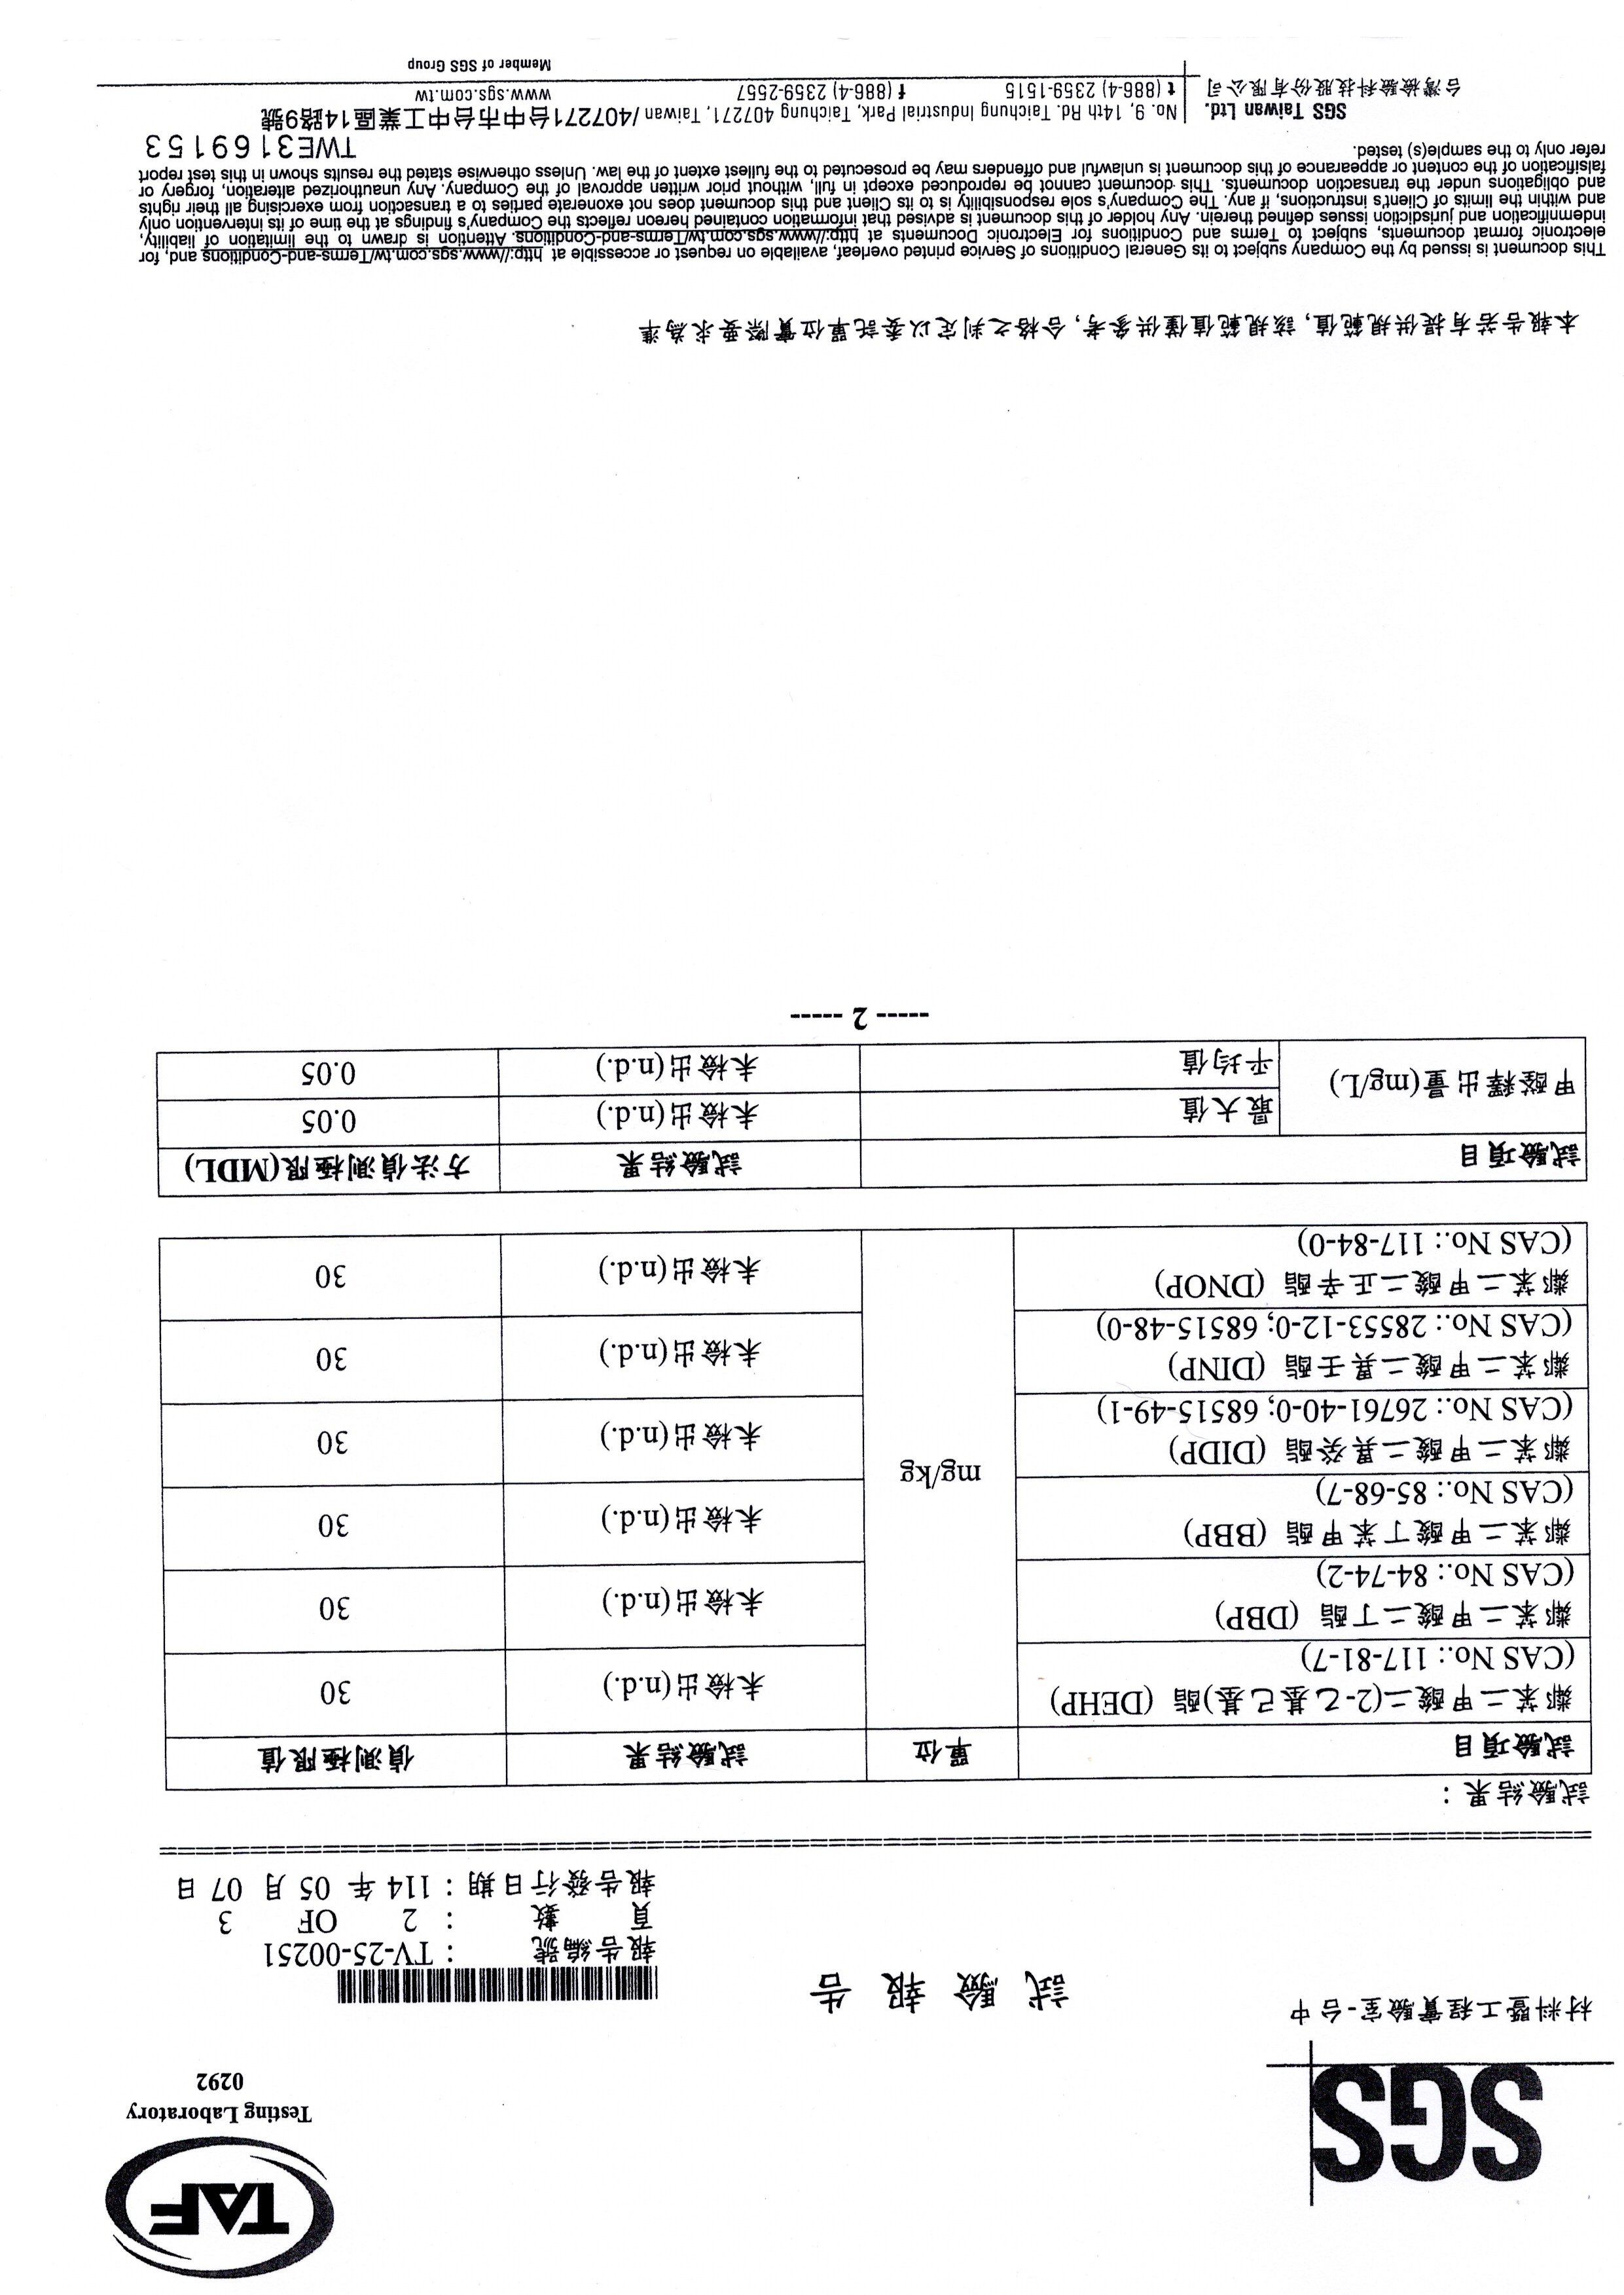 TAF
Testing Laboratory
0292
SGS
材料暨工程實驗室-台中
試驗報告
報告編號 : TV-25-00251
頁 數 : 2 OF 3
報告發行日期 : 114 年 05 月 07 日
試驗結果：
試驗項目 單位 試驗結果 偵測極限值
鄰苯二甲酸二(2-乙基己基)酯 (DEHP)
(CAS No.: 117-81-7)
未檢出(n.d.) 30
鄰苯二甲酸二丁酯 (DBP)
(CAS No.: 84-74-2)
未檢出(n.d.) 30
鄰苯二甲酸丁苯甲酯 (BBP)
(CAS No.: 85-68-7)
未檢出(n.d.) 30
mg/kg
鄰苯二甲酸二異癸酯 (DIDP)
(CAS No.: 26761-40-0; 68515-49-1)
未檢出(n.d.) 30
鄰苯二甲酸二異壬酯 (DINP)
(CAS No.: 28553-12-0; 68515-48-0)
未檢出(n.d.) 30
鄰苯二甲酸二正辛酯 (DNOP)
(CAS No.: 117-84-0)
未檢出(n.d.) 30
試驗項目 試驗結果 方法偵測極限(MDL)
甲醛釋出量(mg/L)
最大值 未檢出(n.d.) 0.05
平均值 未檢出(n.d.) 0.05
----- 2 -----
本報告若有提供規範值, 該規範值僅供參考, 合格之判定以委託單位實際要求為準
This document is issued by the Company subject to its General Conditions of Service printed overleaf, available on request or accessible at http://www.sgs.com.tw/Terms-and-Conditions and, for
electronic format documents, subject to Terms and Conditions for Electronic Documents at http://www.sgs.com.tw/Terms-and-Conditions. Attention is drawn to the limitation of liability,
indemnification and jurisdiction issues defined therein. Any holder of this document is advised that information contained hereon reflects the Company's findings at the time of its intervention only
and within the limits of Client's instructions, if any. The Company's sole responsibility is to its Client and this document does not exonerate parties to a transaction from exercising all their rights
and obligations under the transaction documents. This document cannot be reproduced except in full, without prior written approval of the Company. Any unauthorized alteration, forgery or
falsification of the content or appearance of this document is unlawful and offenders may be prosecuted to the fullest extent of the law. Unless otherwise stated the results shown in this test report
refer only to the sample(s) tested.
TWE3169153
SGS Taiwan Ltd. No. 9, 14th Rd. Taichung Industrial Park, Taichung 407271, Taiwan /407271台中市台中工業區14路9號
台灣檢驗科技股份有限公司 t (886-4) 2359-1515 f (886-4) 2359-2557 www.sgs.com.tw
Member of SGS Group